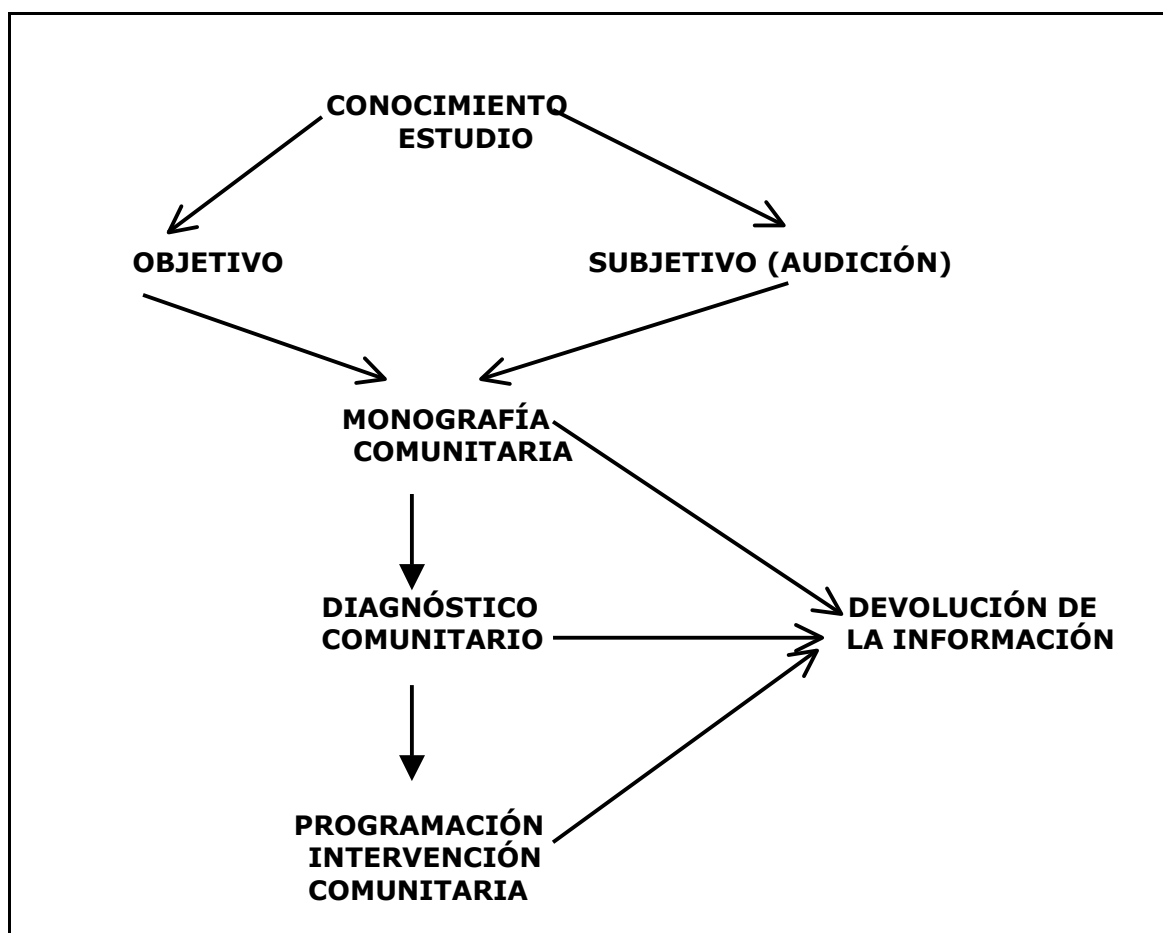 CONOCIMIENTO
ESTUDIO
OBJETIVO
SUBJETIVO (AUDICIÓN)
MONOGRAFÍA
COMUNITARIA
DIAGNÓSTICO
COMUNITARIO
DEVOLUCIÓN DE
LA INFORMACIÓN
PROGRAMACIÓN
INTERVENCIÓN
COMUNITARIA